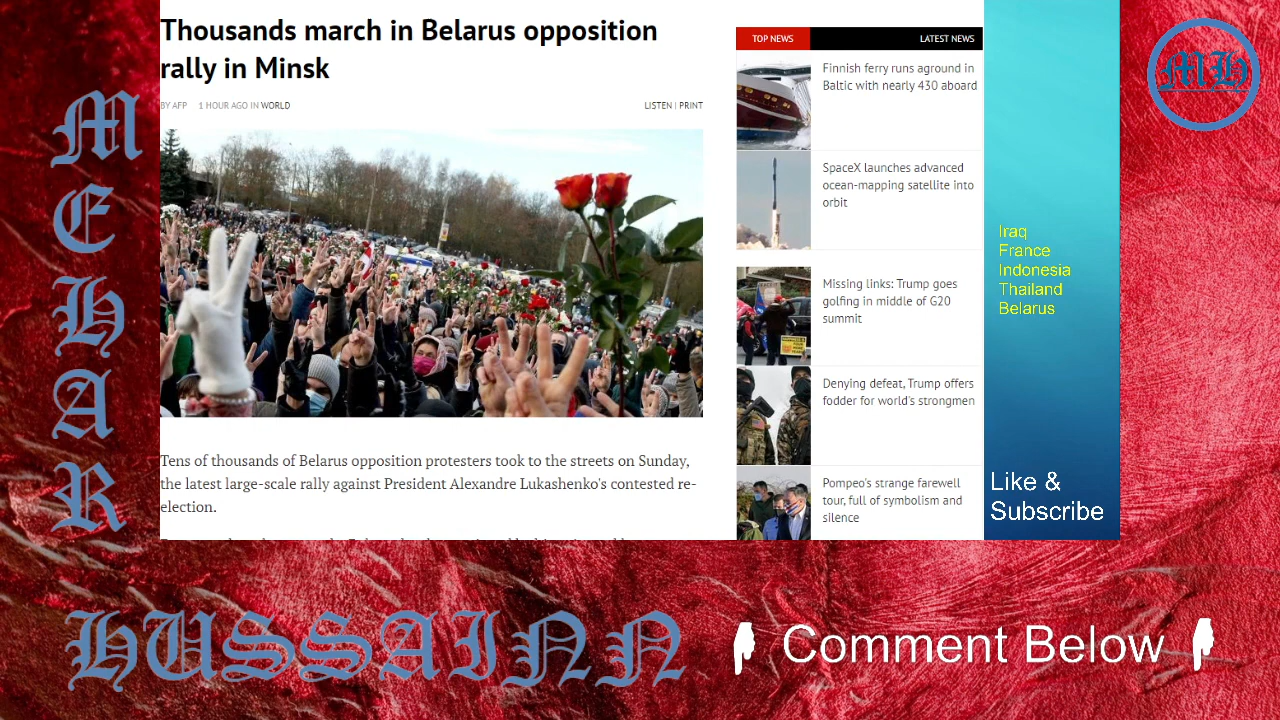 Thousands march in Belarus opposition
rally in Minsk
BY AFP 1 HOUR AGO IN WORLD
LISTEN | PRINT
Tens of thousands of Belarus opposition protesters took to the streets on Sunday,
the latest large-scale rally against President Alexandre Lukashenko's contested re-
election.
TOP NEWS
LATEST NEWS
Finnish ferry runs aground in
Baltic with nearly 430 aboard
SpaceX launches advanced
ocean-mapping satellite into
orbit
Missing links: Trump goes
golfing in middle of G20
summit
Denying defeat, Trump offers
fodder for world's strongmen
Pompeo's strange farewell
tour, full of symbolism and
silence
Iraq
France
Indonesia
Thailand
Belarus
Like &
Subscribe
MH
MEHAR
HUSSAINN
Comment Below